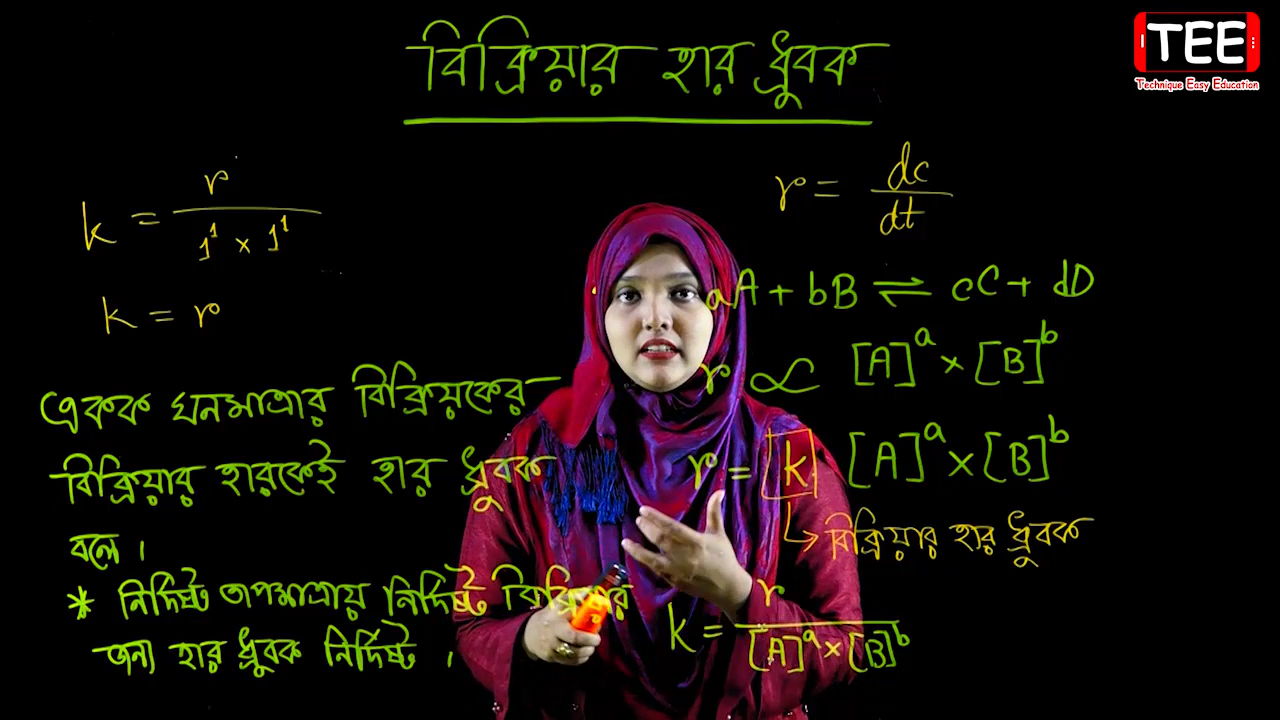 বিক্রিয়ার হার ধ্রুবক
TEE
Technique Easy Education
k = r / 1¹ × 1¹
k = r
একক ঘনমাত্রার বিক্রিয়কের
বিক্রিয়ার হারকেই হার ধ্রুবক
বলে।
* নির্দিষ্ট তাপমাত্রায় নির্দিষ্ট বিক্রিয়ার
জন্য হার ধ্রুবক নির্দিষ্ট।
r = dc / dt
aA + bB ⇌ cC + dD
r ∝ [A]ᵃ × [B]ᵇ
r = k [A]ᵃ × [B]ᵇ
↳ বিক্রিয়ার হার ধ্রুবক
k = r / [A]ᵃ × [B]ᵇ